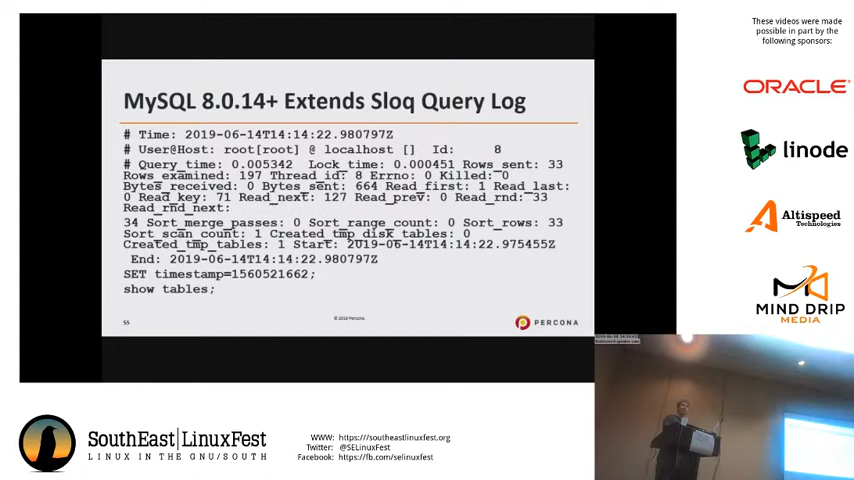 These videos were made
possible in part by the
following sponsors:
ORACLE
linode
Altispeed
Technologies
MIND DRIP
MEDIA
MySQL 8.0.14+ Extends Sloq Query Log
# Time: 2019-06-14T14:14:22.980797Z
# User@Host: root[root] @ localhost [] Id: 8
# Query_time: 0.005342 Lock_time: 0.000451 Rows_sent: 33
Rows_examined: 197 Thread_id: 8 Errno: 0 Killed: 0
Bytes_received: 0 Bytes_sent: 664 Read_first: 1 Read_last:
0 Read_key: 71 Read_next: 127 Read_prev: 0 Read_rnd: 33
Read_rnd_next:
34 Sort_merge_passes: 0 Sort_range_count: 0 Sort_rows: 33
Sort_scan_count: 1 Created_tmp_disk_tables: 0
Created_tmp_tables: 1 Start: 2019-06-14T14:14:22.975455Z
End: 2019-06-14T14:14:22.980797Z
SET timestamp=1560521662;
show tables;
55
PERCONA
SouthEast|LinuxFest
LINUX IN THE GNU/SOUTH
WWW: https://southeastlinuxfest.org
Twitter: @SELinuxFest
Facebook: https://fb.com/selinuxfest